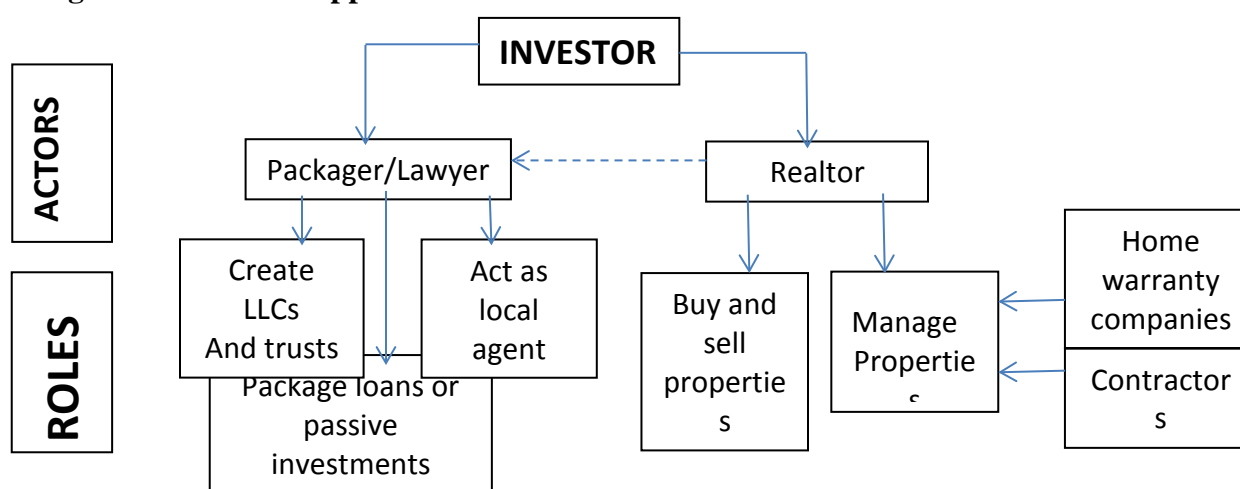 INVESTOR
ACTORS
Packager/Lawyer
Realtor
Create
LLCs
And trusts
Act as
local
agent
Package loans or
passive
investments
Buy and
sell
propertie
s
Manage
Propertie
s
Home
warranty
companies
Contractor
s
ROLES